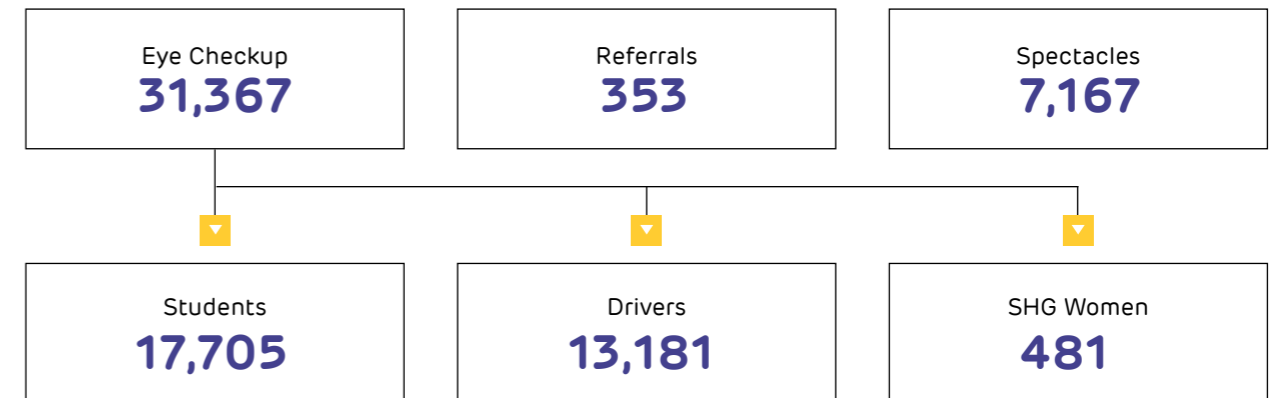 Eye Checkup
31,367
Referrals
353
Spectacles
7,167
Students
17,705
Drivers
13,181
SHG Women
481